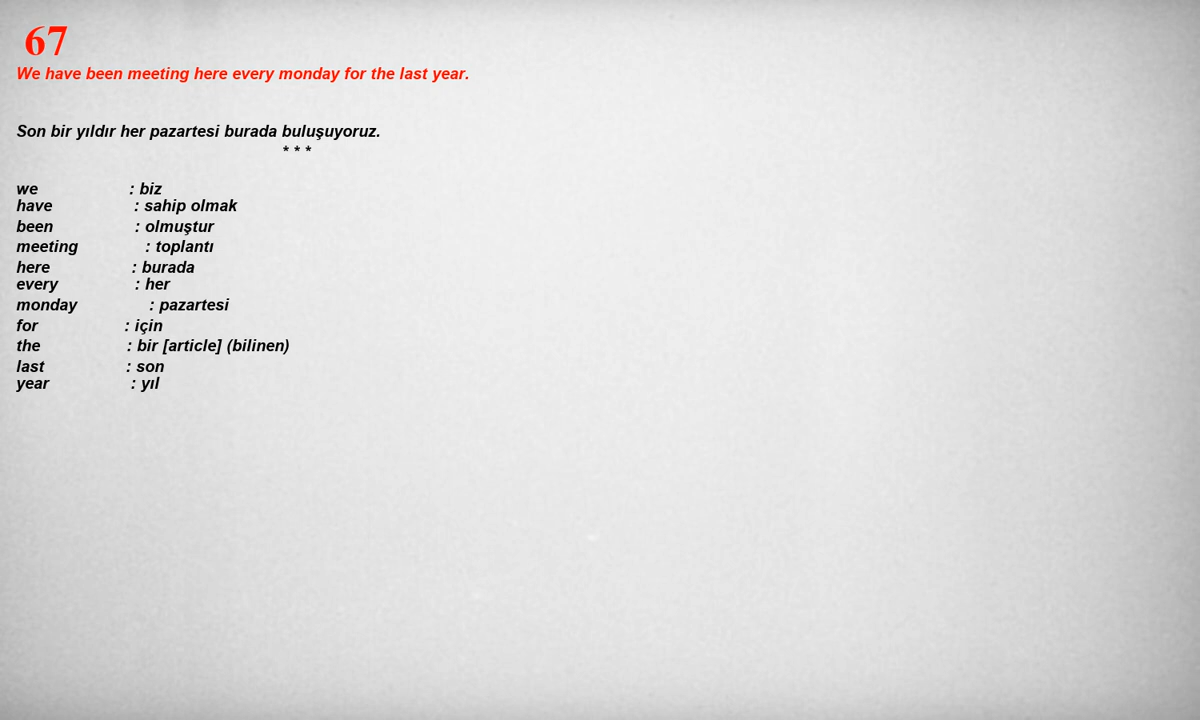 67
We have been meeting here every monday for the last year.
Son bir yıldır her pazartesi burada buluşuyoruz.
* * *
we : biz
have : sahip olmak
been : olmuştur
meeting : toplantı
here : burada
every : her
monday : pazartesi
for : için
the : bir [article] (bilinen)
last : son
year : yıl